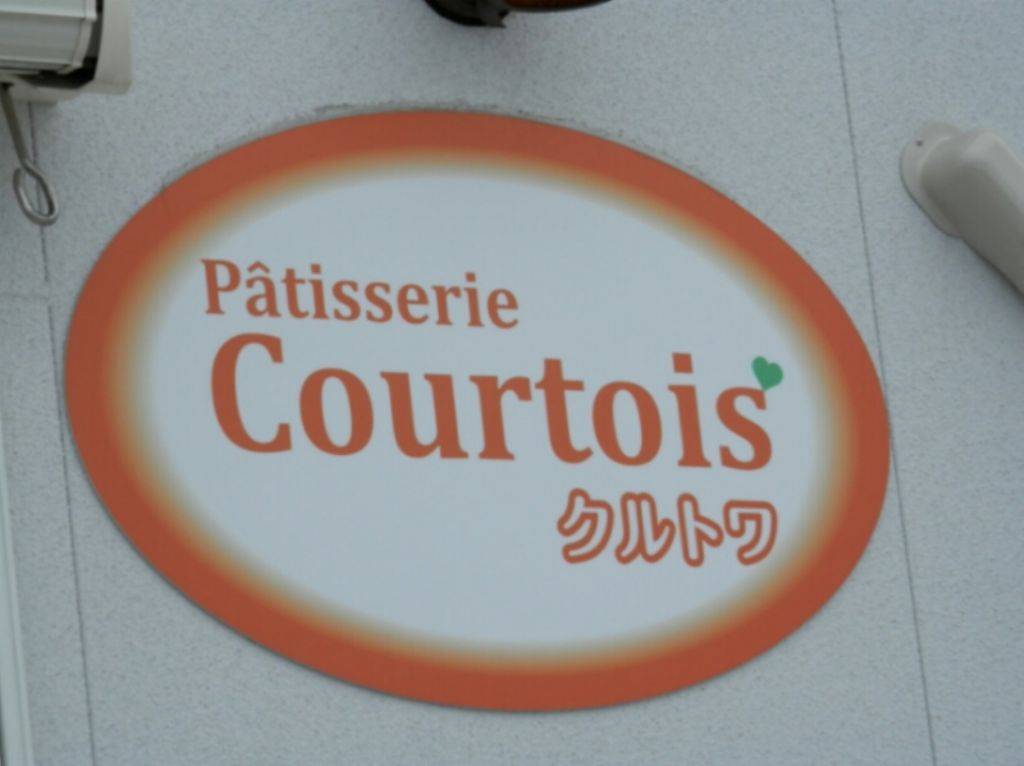 Pâtisserie
Courtois
クルトワ